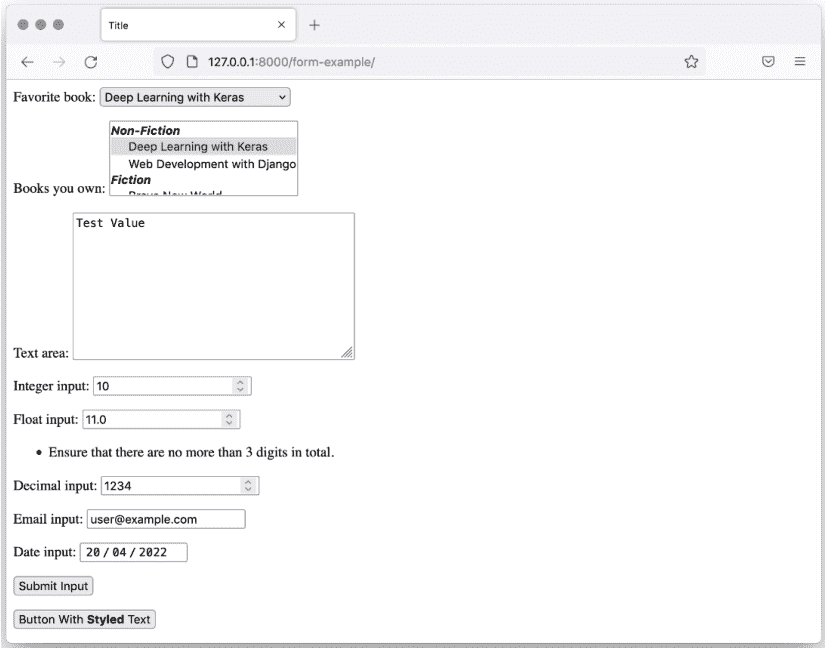 Title
127.0.0.1:8000/form-example/
Favorite book: Deep Learning with Keras
Non-Fiction
Deep Learning with Keras
Web Development with Django
Fiction
Brave New World
Books you own:
Test Value
Text area:
Integer input: 10
Float input: 11.0
• Ensure that there are no more than 3 digits in total.
Decimal input: 1234
Email input: user@example.com
Date input: 20 / 04 / 2022
Submit Input
Button With Styled Text